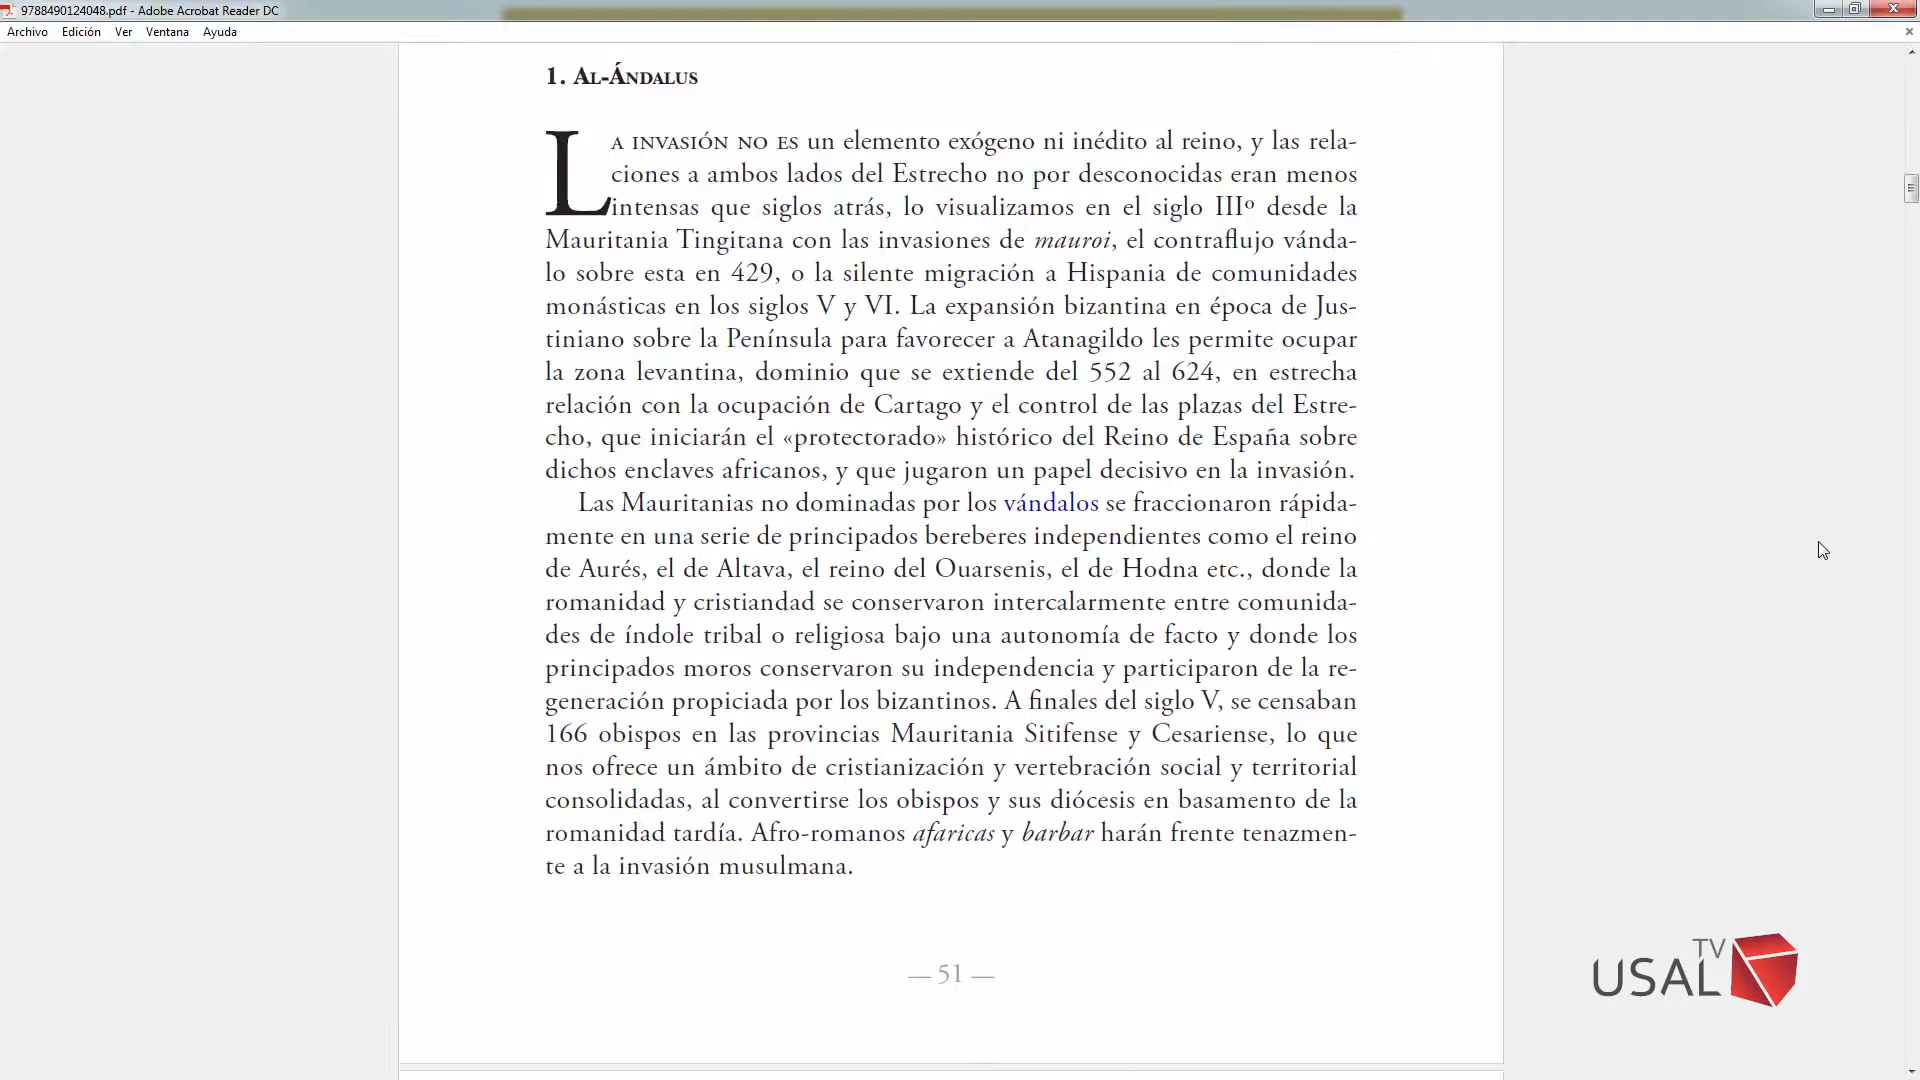 9788490124048.pdf - Adobe Acrobat Reader DC
Archivo Edición Ver Ventana Ayuda
1. AL-ÁNDALUS
LA INVASIÓN NO ES un elemento exógeno ni inédito al reino, y las rela-
ciones a ambos lados del Estrecho no por desconocidas eran menos
intensas que siglos atrás, lo visualizamos en el siglo IIIº desde la
Mauritania Tingitana con las invasiones de mauroi, el contraflujo vánda-
lo sobre esta en 429, o la silente migración a Hispania de comunidades
monásticas en los siglos V y VI. La expansión bizantina en época de Jus-
tiniano sobre la Península para favorecer a Atanagildo les permite ocupar
la zona levantina, dominio que se extiende del 552 al 624, en estrecha
relación con la ocupación de Cartago y el control de las plazas del Estre-
cho, que iniciarán el «protectorado» histórico del Reino de España sobre
dichos enclaves africanos, y que jugaron un papel decisivo en la invasión.
Las Mauritanias no dominadas por los vándalos se fraccionaron rápida-
mente en una serie de principados bereberes independientes como el reino
de Aurés, el de Altava, el reino del Ouarsenis, el de Hodna etc., donde la
romanidad y cristiandad se conservaron intercalarmente entre comunida-
des de índole tribal o religiosa bajo una autonomía de facto y donde los
principados moros conservaron su independencia y participaron de la re-
generación propiciada por los bizantinos. A finales del siglo V, se censaban
166 obispos en las provincias Mauritania Sitifense y Cesariense, lo que
nos ofrece un ámbito de cristianización y vertebración social y territorial
consolidadas, al convertirse los obispos y sus diócesis en basamento de la
romanidad tardía. Afro-romanos afaricas y barbar harán frente tenazmen-
te a la invasión musulmana.
— 51 —
TV
USAL